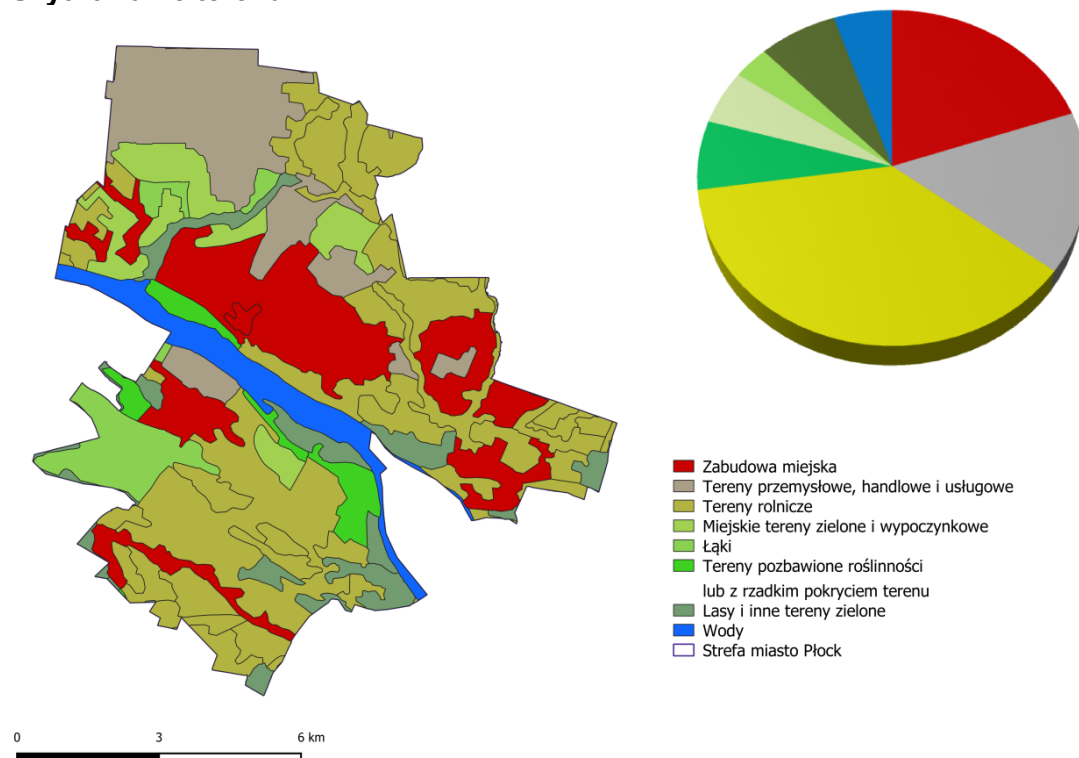 0 3 6 km
Zabudowa miejska
Tereny przemysłowe, handlowe i usługowe
Tereny rolnicze
Miejskie tereny zielone i wypoczynkowe
Łąki
Tereny pozbawione roślinności
lub z rzadkim pokryciem terenu
Lasy i inne tereny zielone
Wody
Strefa miasto Płock